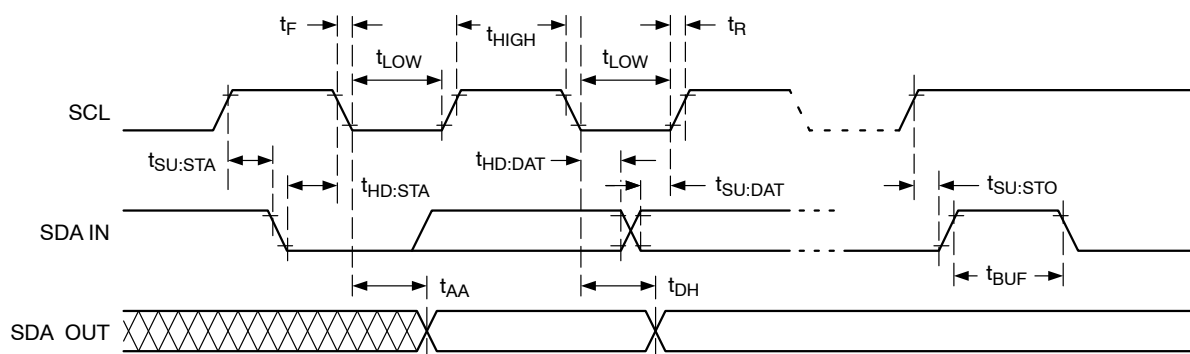 tF
tHIGH
tR
tLOW
tLOW
SCL
tSU:STA
tHD:STA
tHD:DAT
tSU:DAT
tSU:STO
SDA IN
tAA
tDH
tBUF
SDA OUT